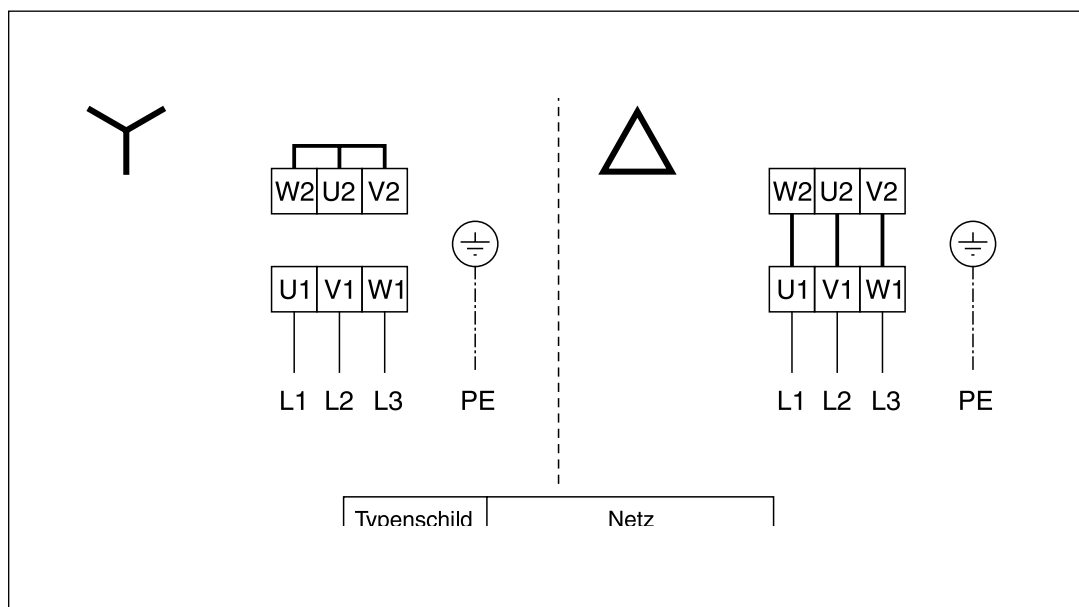 W2 U2 V2
U1 V1 W1
L1 L2 L3 PE
W2 U2 V2
U1 V1 W1
L1 L2 L3 PE
Typenschild Netz